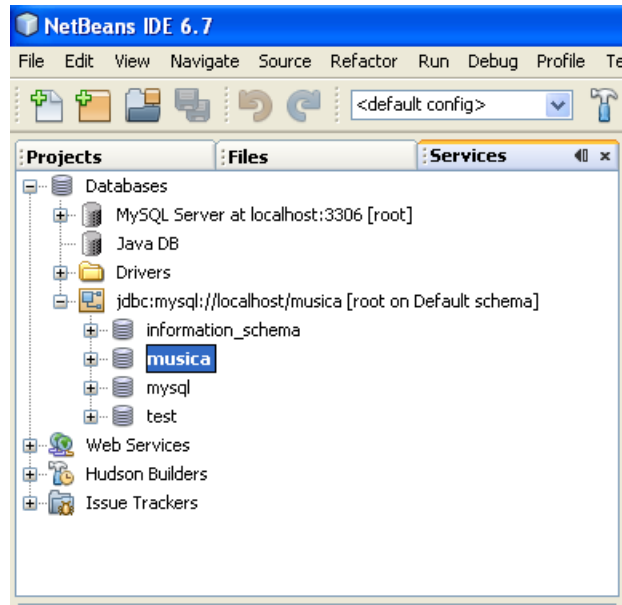 NetBeans IDE 6.7
File Edit View Navigate Source Refactor Run Debug Profile Te
<default config>
Projects Files Services
Databases
MySQL Server at localhost:3306 [root]
Java DB
Drivers
jdbc:mysql://localhost/musica [root on Default schema]
information_schema
musica
mysql
test
Web Services
Hudson Builders
Issue Trackers